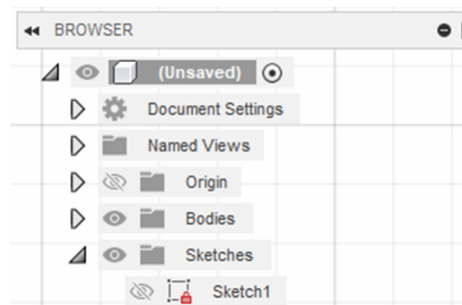 BROWSER
(Unsaved)
Document Settings
Named Views
Origin
Bodies
Sketches
Sketch1